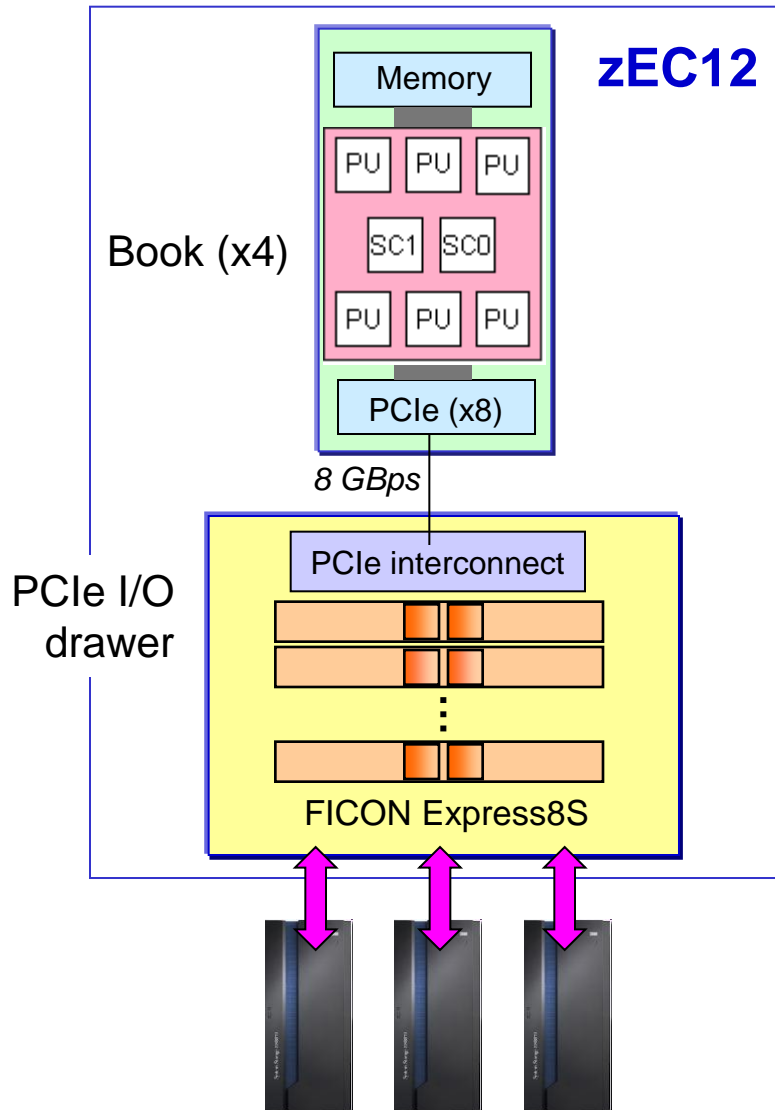 zEC12
Memory
PU PU PU
Book (x4)
SC1 SC0
PU PU PU
PCIe (x8)
8 GBps
PCIe interconnect
PCIe I/O
drawer
FICON Express8S